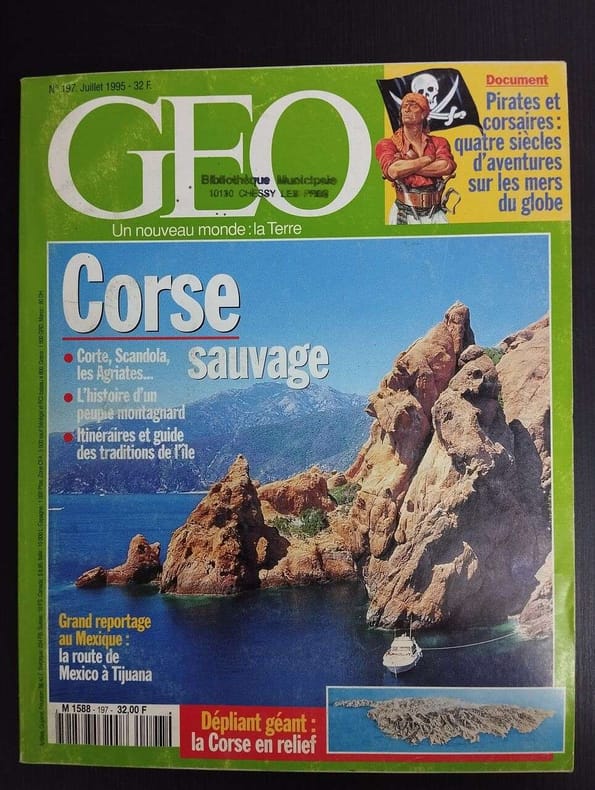 N° 197. Juillet 1995 - 32 F.
GEO
Bibliothèque Municipale
10130 CHESSY LES PRES
Un nouveau monde : la Terre
Document
Pirates et
corsaires :
quatre siècles
d'aventures
sur les mers
du globe
Corse
sauvage
• Corte, Scandola,
les Agriates...
• L'histoire d'un
peuple montagnard
• Itinéraires et guide
des traditions de l'île
Grand reportage
au Mexique :
la route de
Mexico à Tijuana
M 1588 - 197 - 32,00 F
Dépliant géant :
la Corse en relief